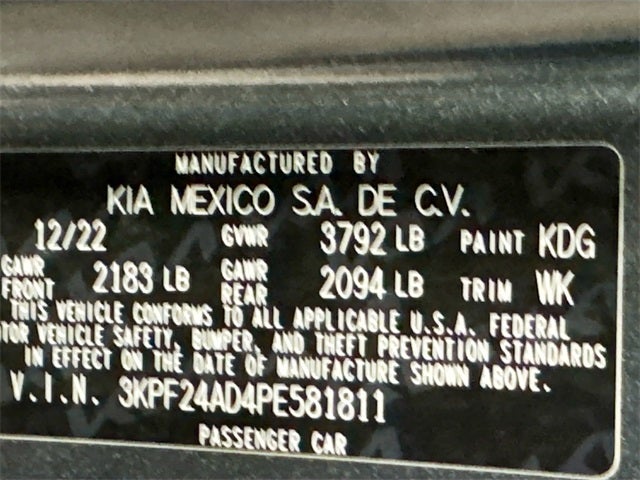 MANUFACTURED BY
KIA MEXICO S.A. DE C.V.
12/22 GVWR 3792 LB PAINT KDG
GAWR FRONT 2183 LB GAWR REAR 2094 LB TRIM WK
THIS VEHICLE CONFORMS TO ALL APPLICABLE U.S.A. FEDERAL
OTOR VEHICLE SAFETY, BUMPER, AND THEFT PREVENTION STANDARDS
IN EFFECT ON THE DATE OF MANUFACTURE SHOWN ABOVE.
V.I.N. 3KPF24AD4PE581811
PASSENGER CAR